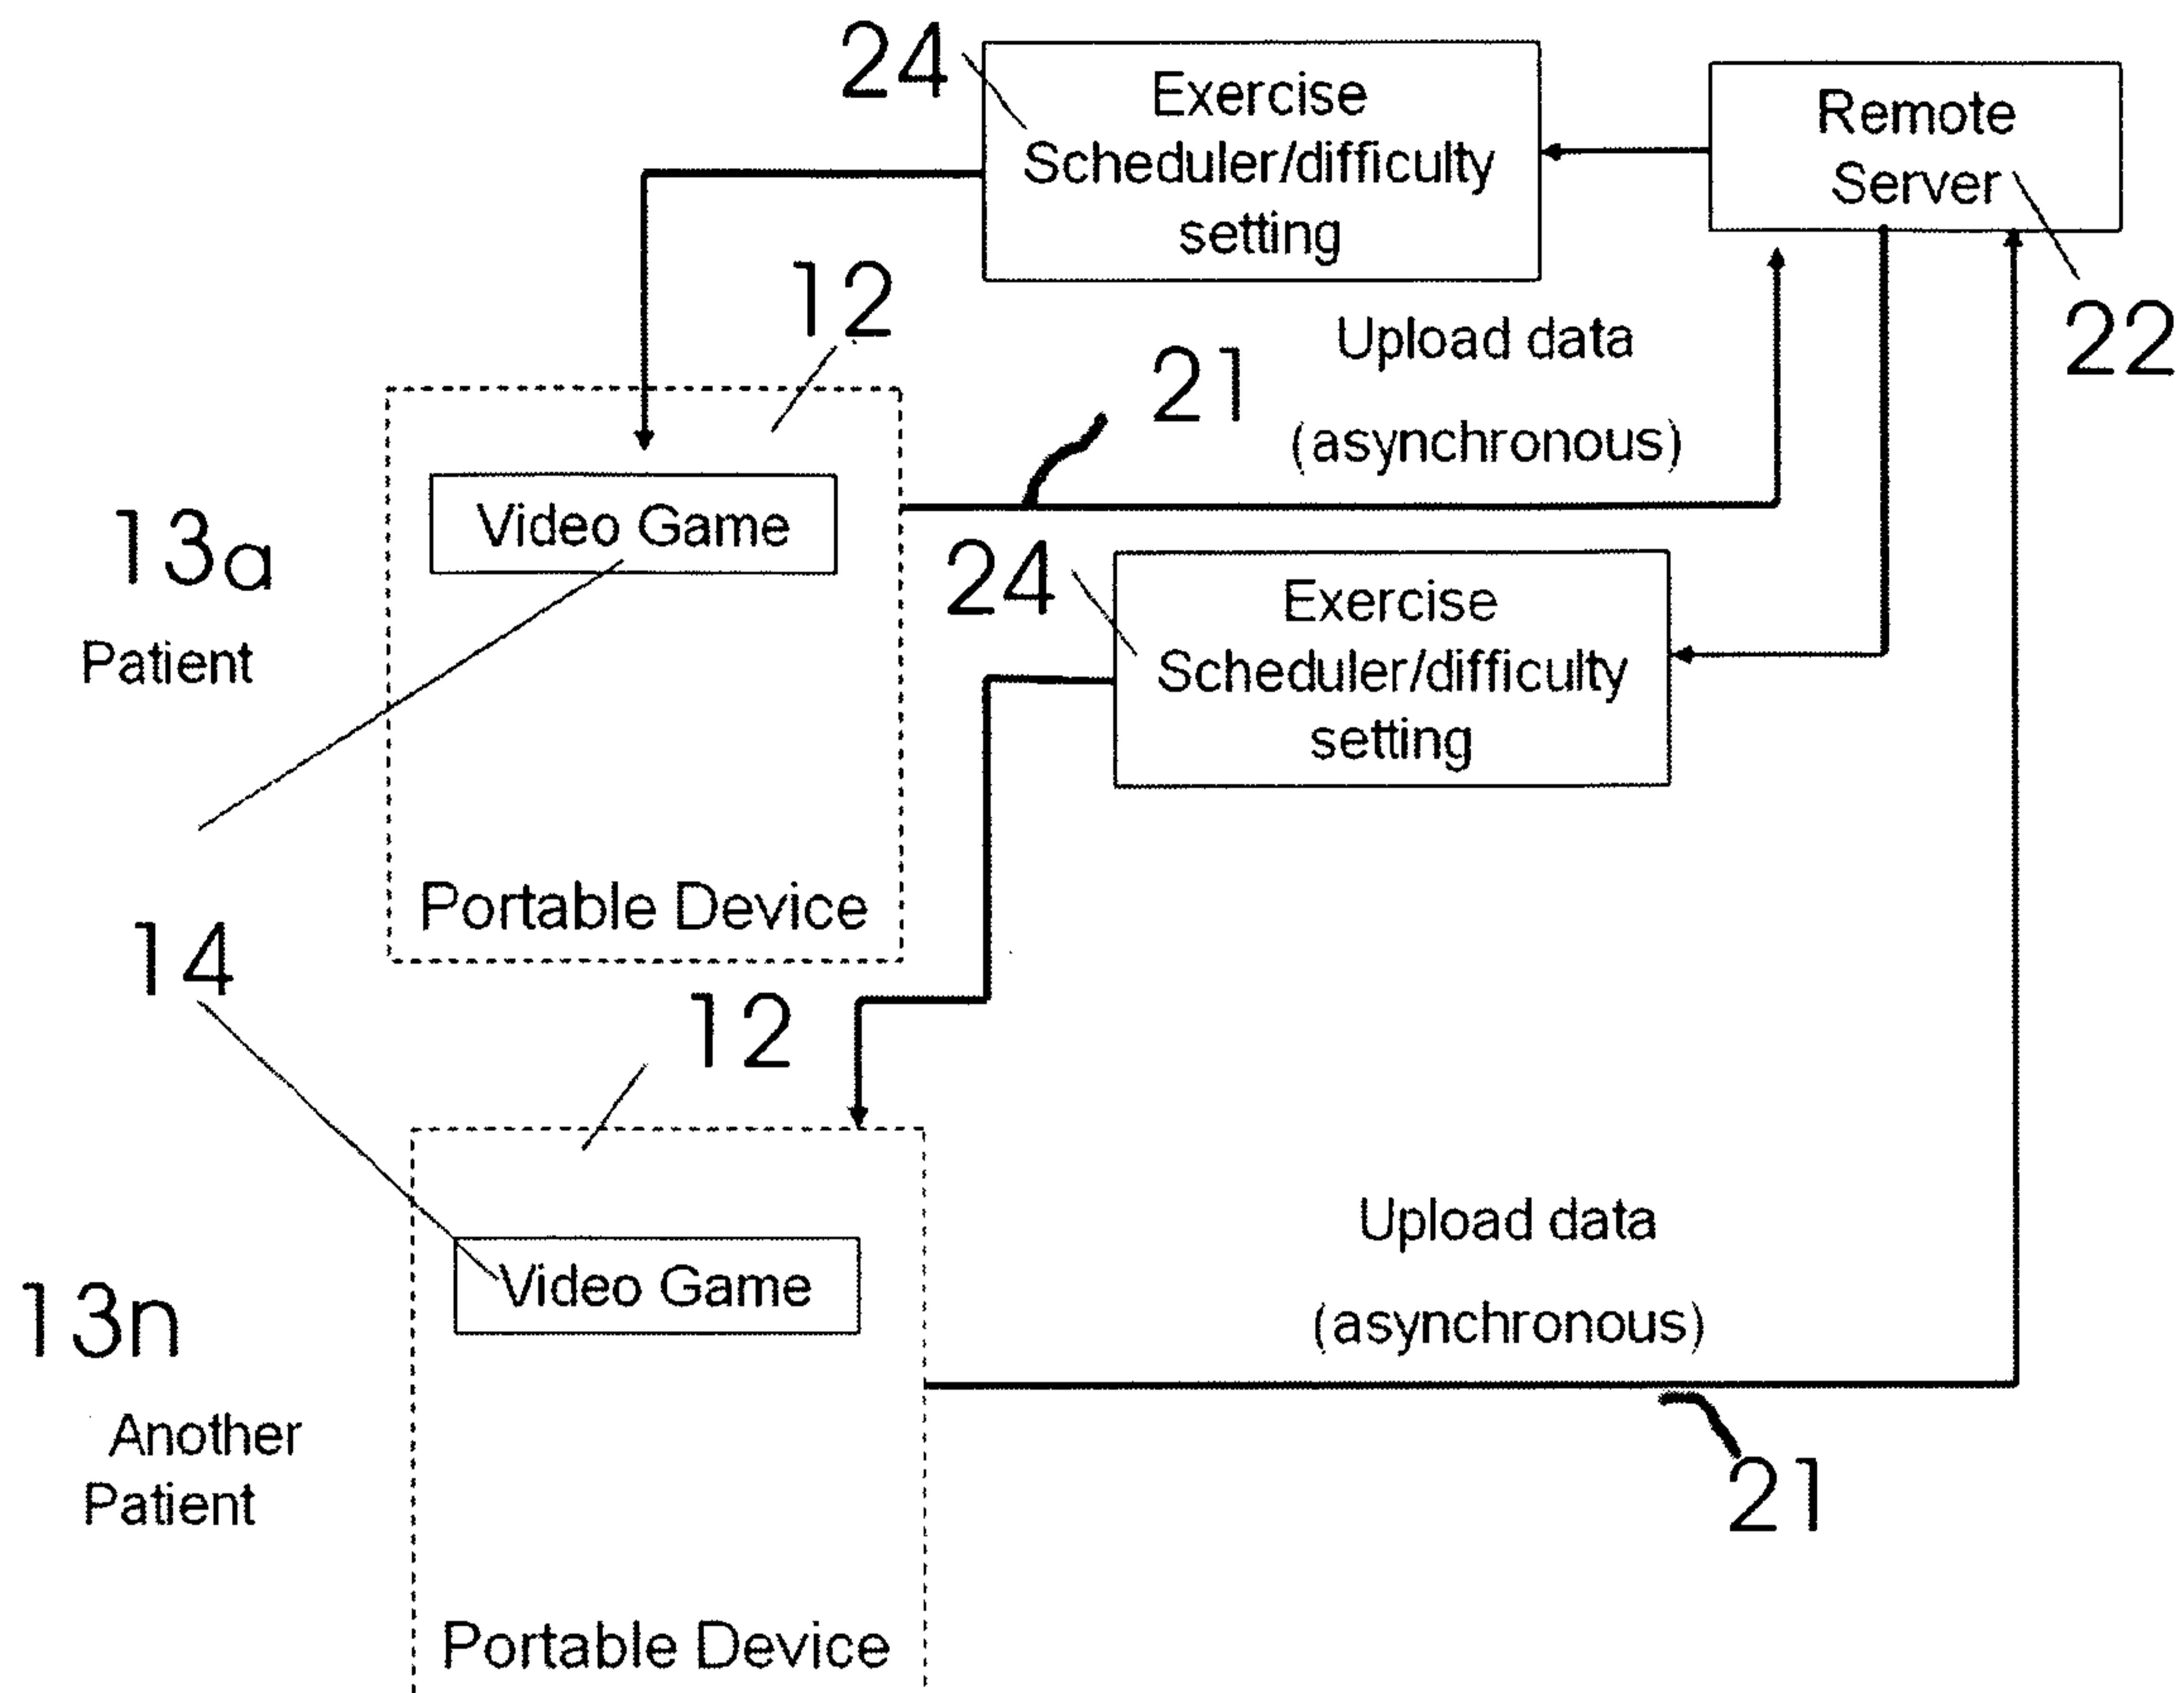 24
Exercise
Scheduler/difficulty
setting
Remote
Server
22
12
21
Upload data
(asynchronous)
13a
Patient
Video Game
Portable Device
24
Exercise
Scheduler/difficulty
setting
14
12
13n
Another
Patient
Video Game
Portable Device
Upload data
(asynchronous)
21